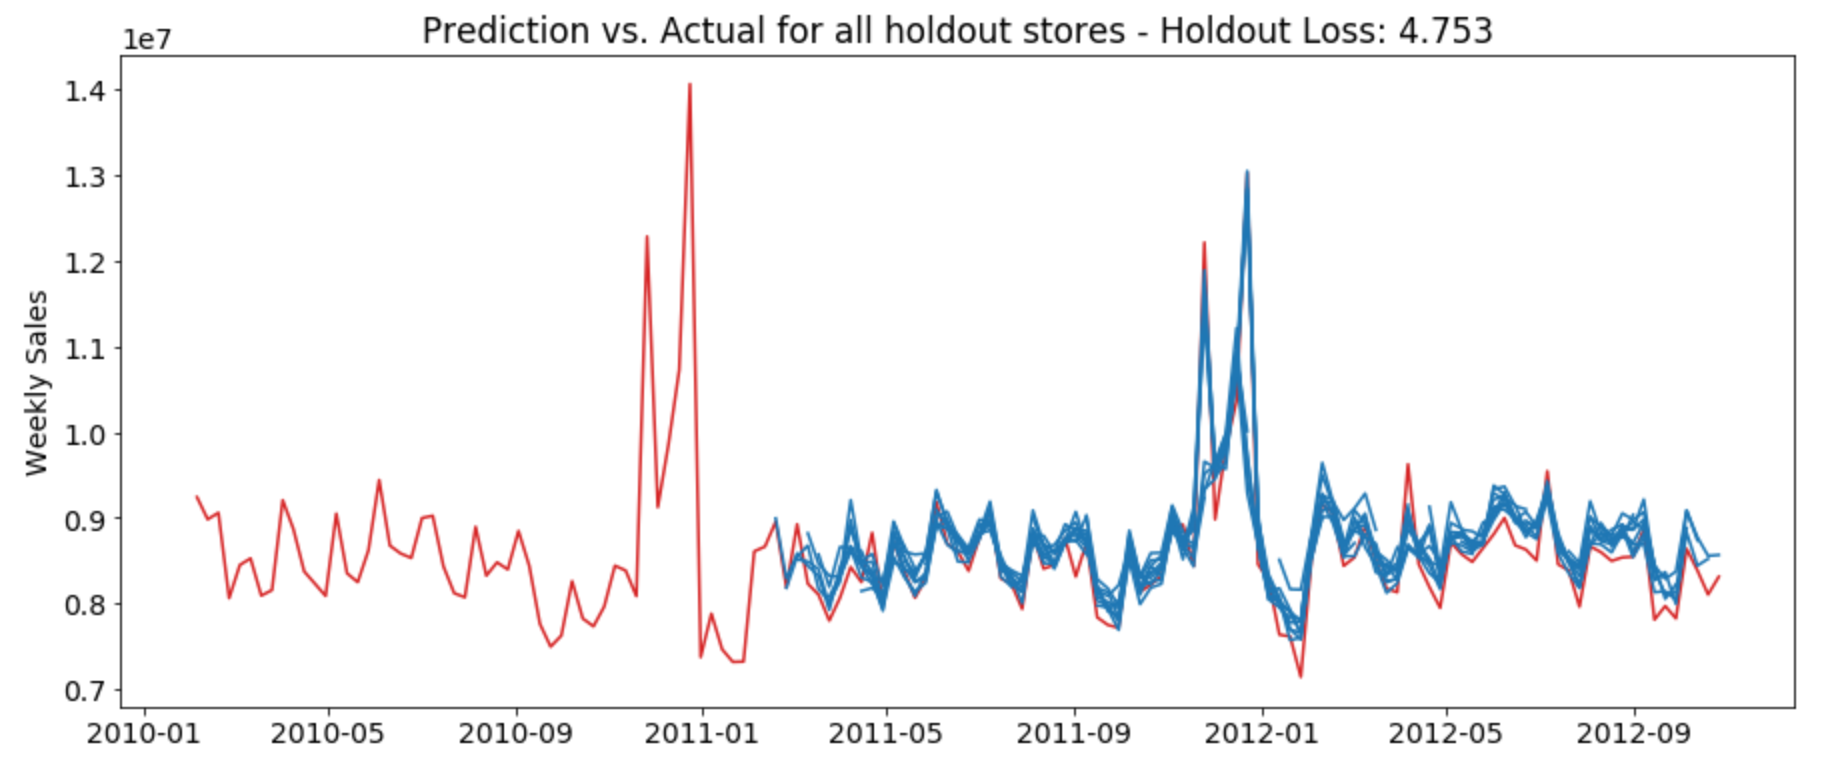 Prediction vs. Actual for all holdout stores - Holdout Loss: 4.753
1e7
1.4
1.3
1.2
1.1
1.0
0.9
0.8
0.7
Weekly Sales
2010-01 2010-05 2010-09 2011-01 2011-05 2011-09 2012-01 2012-05 2012-09